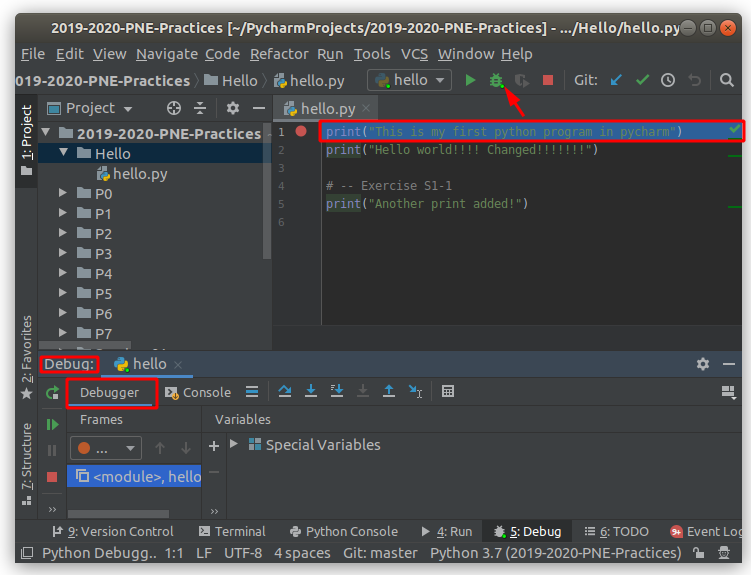 2019-2020-PNE-Practices [~/PycharmProjects/2019-2020-PNE-Practices] - .../Hello/hello.py
File Edit View Navigate Code Refactor Run Tools VCS Window Help
019-2020-PNE-Practices Hello hello.py hello Git:
1: Project
Project
hello.py
2019-2020-PNE-Practices
Hello
hello.py
P0
P1
P2
P3
P4
P5
P6
P7
1 print("This is my first python program in pycharm")
2 print("Hello world!!!! Changed!!!!!!!")
3
4 # -- Exercise S1-1
5 print("Another print added!")
6
2: Favorites
7: Structure
Debug: hello
Debugger Console
Frames Variables
... Special Variables
<module>, hello
9: Version Control Terminal Python Console 4: Run 5: Debug 6: TODO 9+ Event Log
Python Debugg.. 1:1 LF UTF-8 4 spaces Git: master Python 3.7 (2019-2020-PNE-Practices)